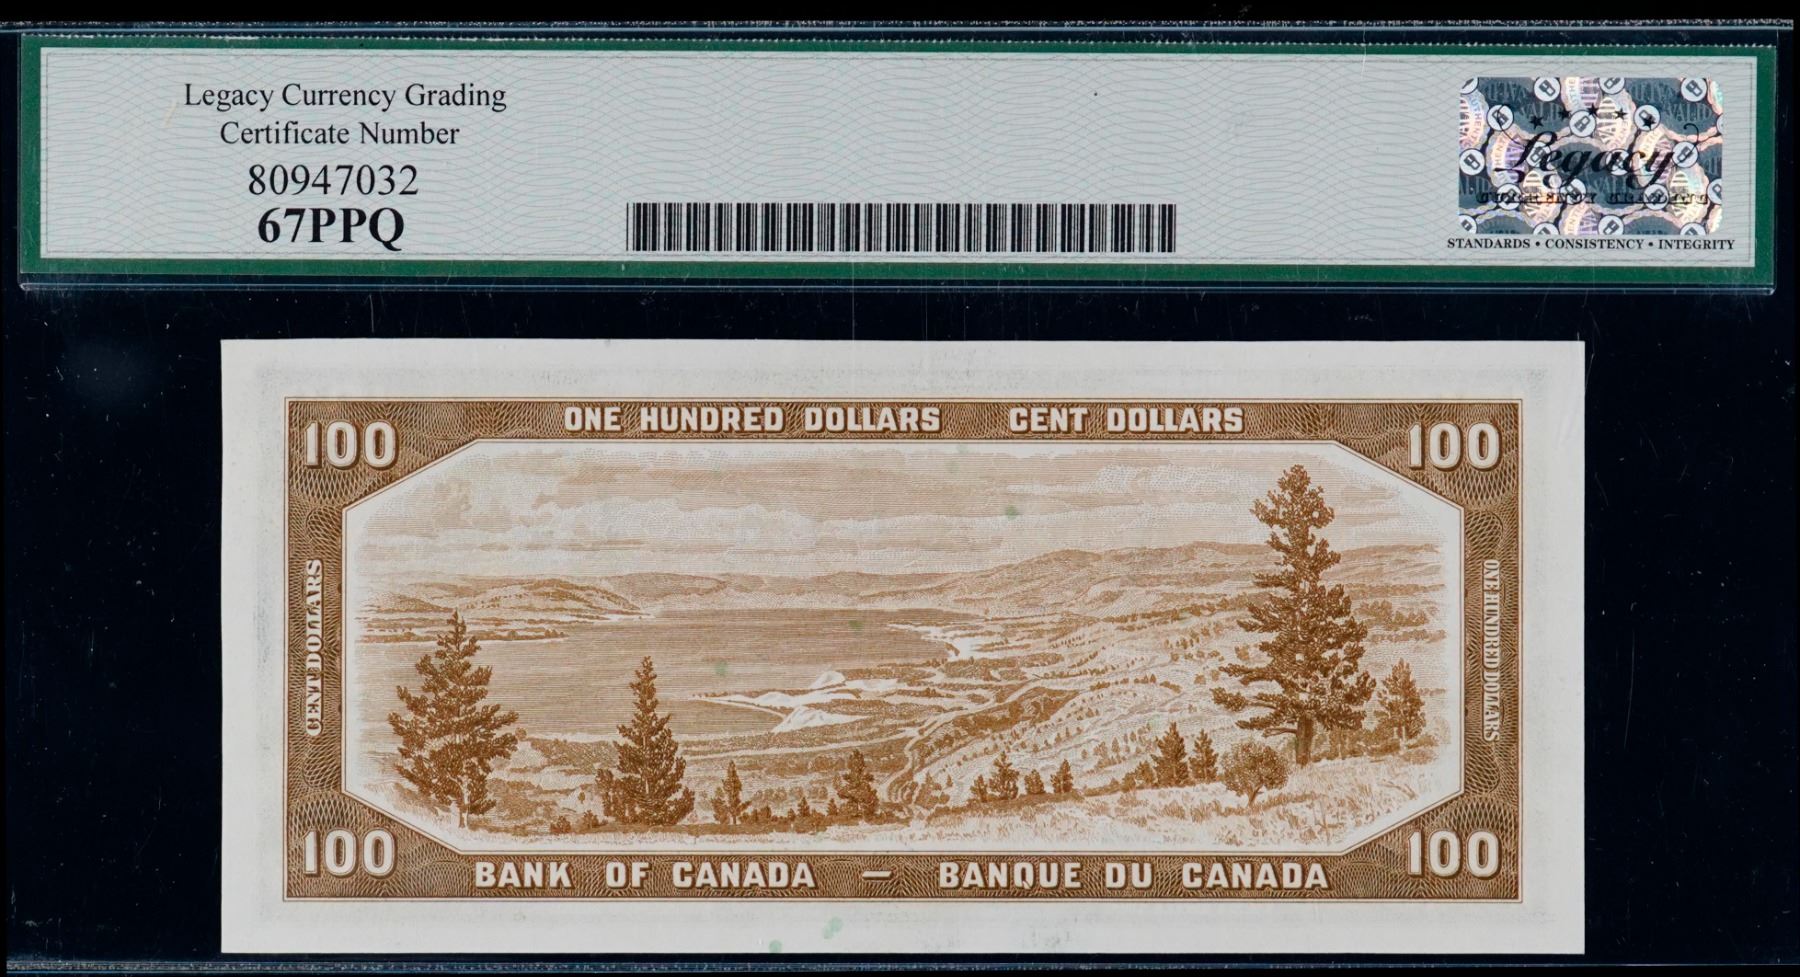 Legacy Currency Grading
Certificate Number
80947032
67PPQ
Legacy
STANDARDS • CONSISTENCY • INTEGRITY
ONE HUNDRED DOLLARS CENT DOLLARS
100
100
CENT DOLLARS
ONE HUNDRED DOLLARS
100
100
BANK OF CANADA — BANQUE DU CANADA